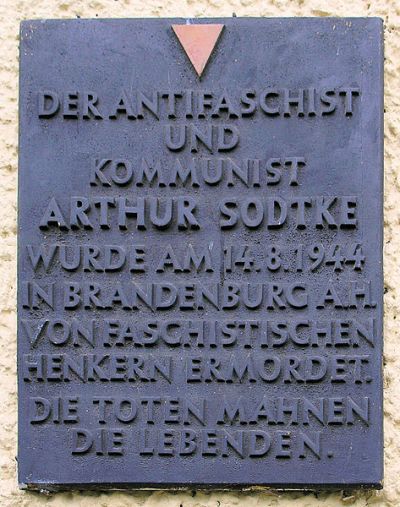 DER ANTIFASCHIST
UND
KOMMUNIST
ARTHUR SODTKE
WURDE AM 14.8.1944
IN BRANDENBURG A.H.
VON FASCHISTISCHEN
HENKERN ERMORDET.
DIE TOTEN MAHNEN
DIE LEBENDEN.